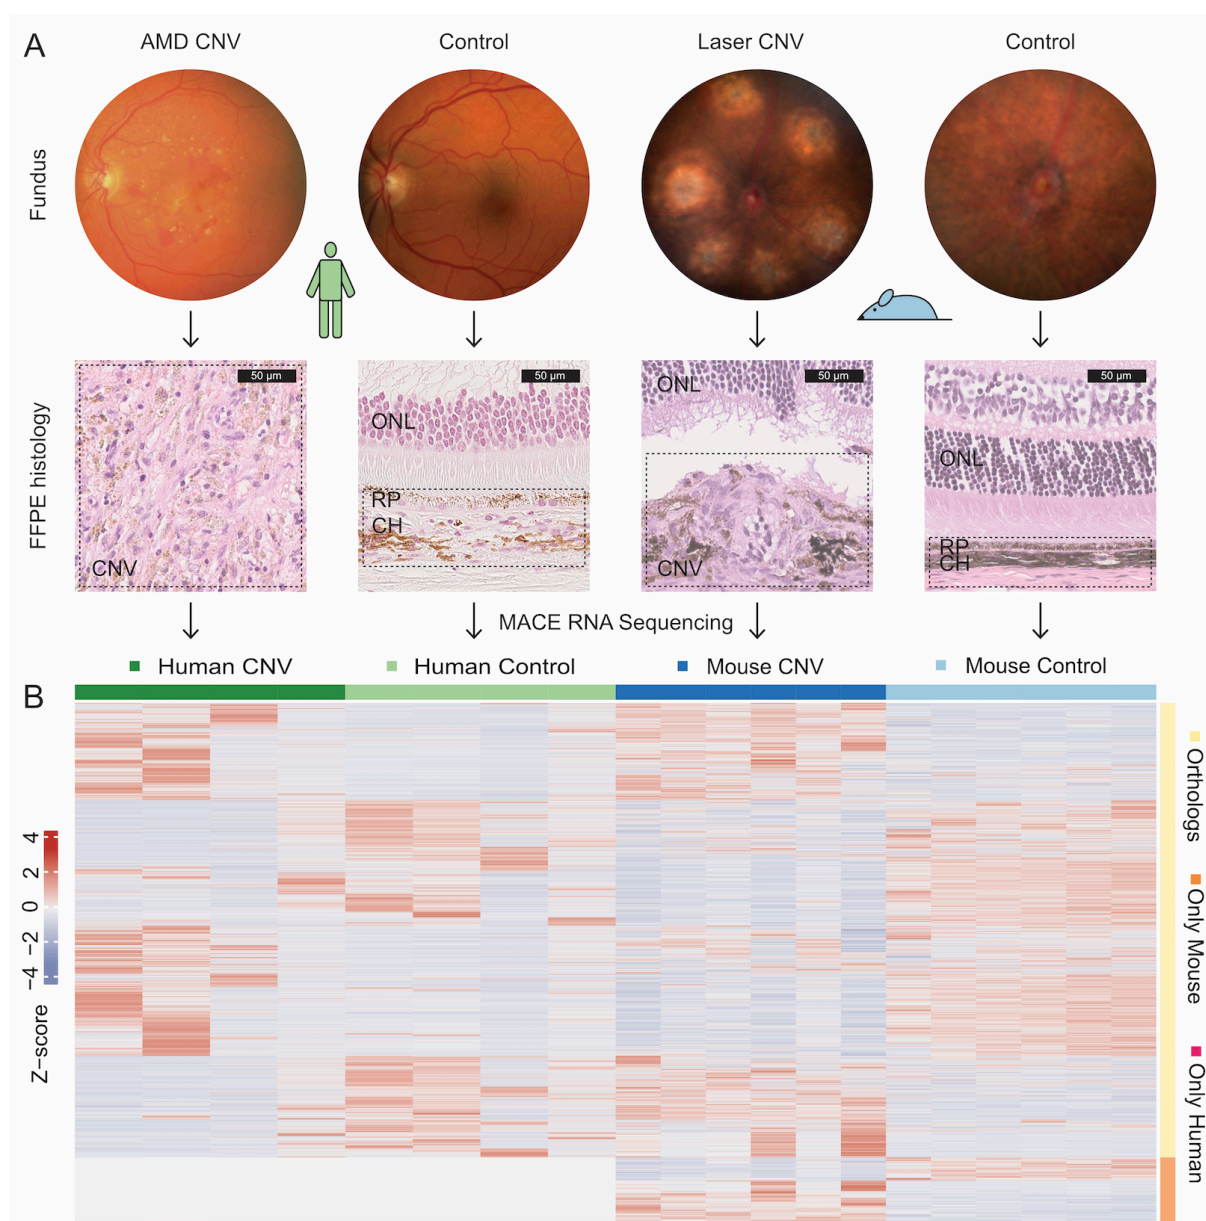 A
AMD CNV
Control
Laser CNV
Control
Fundus
FFPE histology
50 µm
CNV
50 µm
ONL
RP
CH
50 µm
ONL
CNV
50 µm
ONL
RP
CH
MACE RNA Sequencing
Human CNV
Human Control
Mouse CNV
Mouse Control
B
4
2
0
−2
−4
Z−score
Orthologs
Only Mouse
Only Human